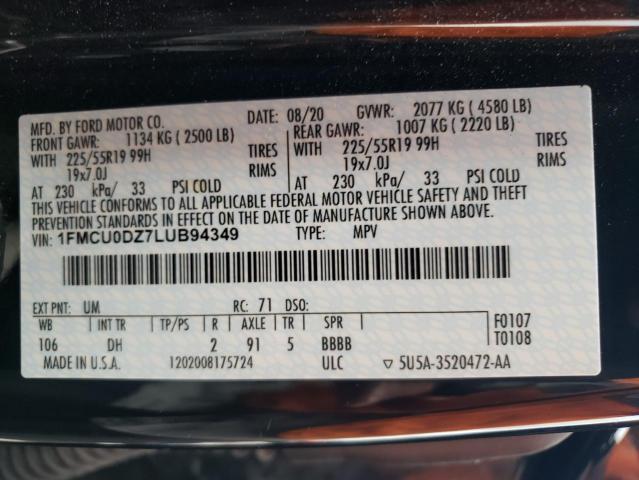 MFD. BY FORD MOTOR CO.
DATE: 08/20 GVWR: 2077 KG ( 4580 LB)
FRONT GAWR: 1134 KG ( 2500 LB) REAR GAWR: 1007 KG ( 2220 LB)
WITH 225/55R19 99H TIRES WITH 225/55R19 99H TIRES
19x7.0J RIMS 19x7.0J RIMS
AT 230 kPa/ 33 PSI COLD AT 230 kPa/ 33 PSI COLD
THIS VEHICLE CONFORMS TO ALL APPLICABLE FEDERAL MOTOR VEHICLE SAFETY AND THEFT
PREVENTION STANDARDS IN EFFECT ON THE DATE OF MANUFACTURE SHOWN ABOVE.
VIN: 1FMCU0DZ7LUB94349 TYPE: MPV
EXT PNT: UM RC: 71 DSO:
WB INT TR TP/PS R AXLE TR SPR F0107
106 DH 2 91 5 BBBB T0108
MADE IN U.S.A. 1202008175724 ULC ▽ 5U5A-3520472-AA